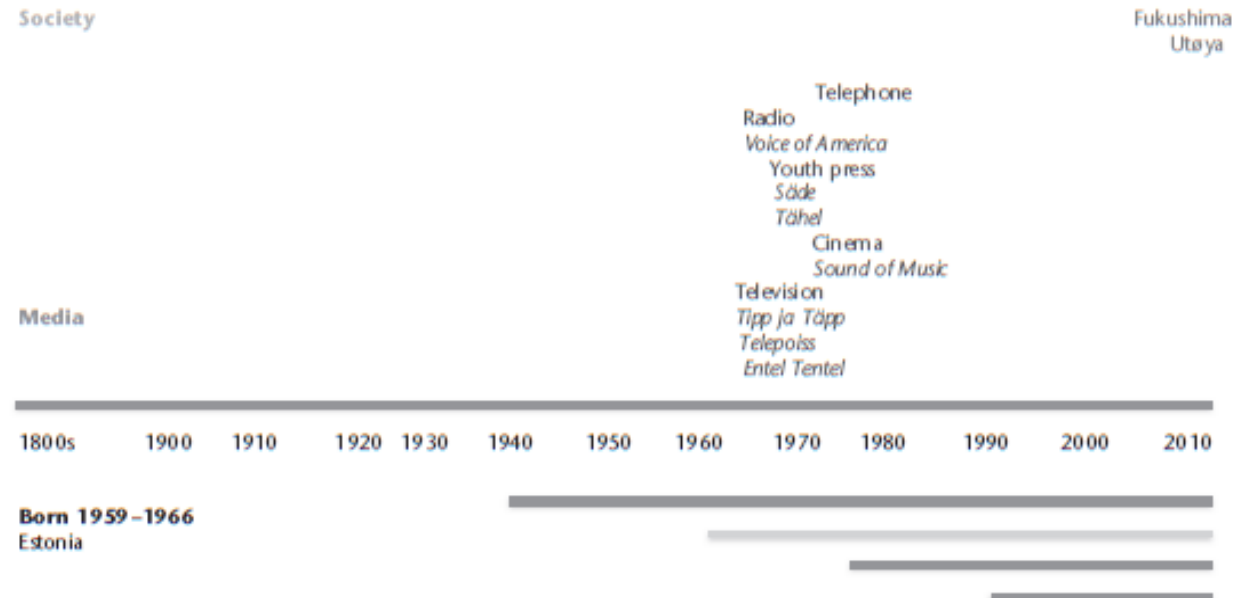 Society
Fukushima
Utøya
Telephone
Radio
Voice of America
Youth press
Säde
Tähel
Cinema
Sound of Music
Television
Media
Tipp ja Täpp
Telepoiss
Entel Tentel
1800s 1900 1910 1920 1930 1940 1950 1960 1970 1980 1990 2000 2010
Born 1959–1966
Estonia